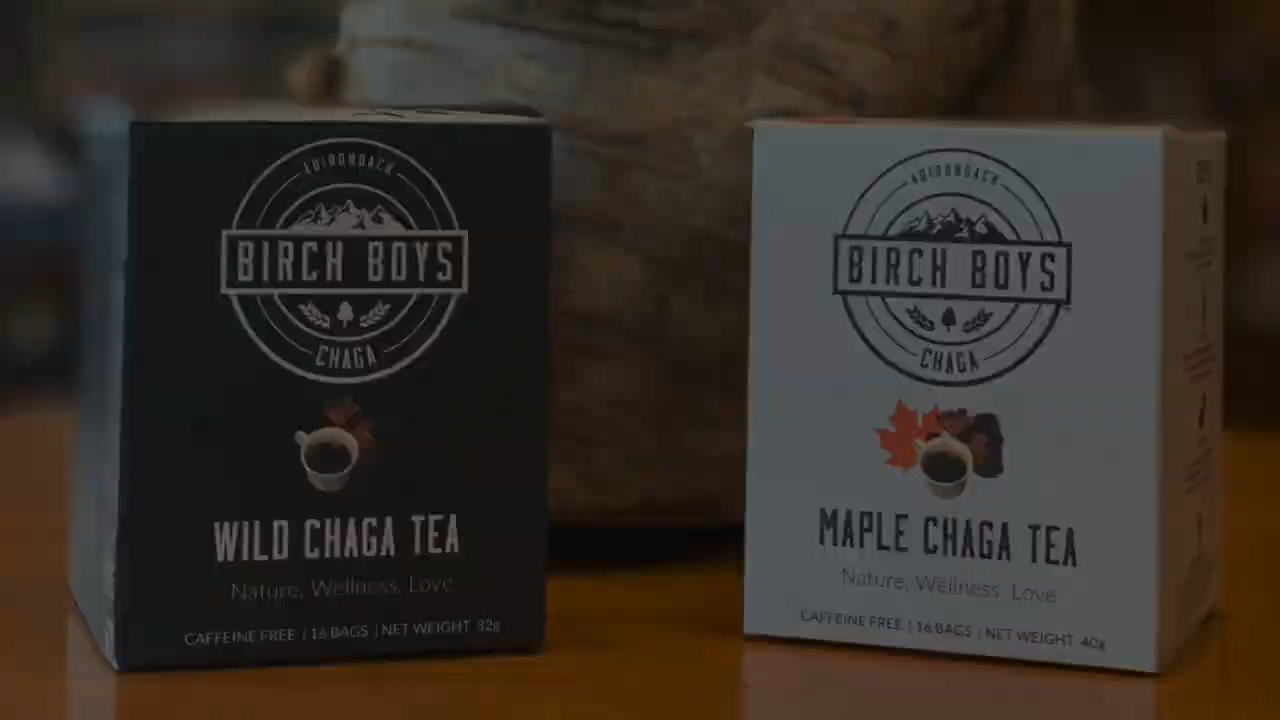 ADIRONDACK
BIRCH BOYS
CHAGA
WILD CHAGA TEA
Nature, Wellness, Love
CAFFEINE FREE | 16 BAGS | NET WEIGHT 32g
ADIRONDACK
BIRCH BOYS
CHAGA
MAPLE CHAGA TEA
Nature, Wellness, Love
CAFFEINE FREE | 16 BAGS | NET WEIGHT 40g